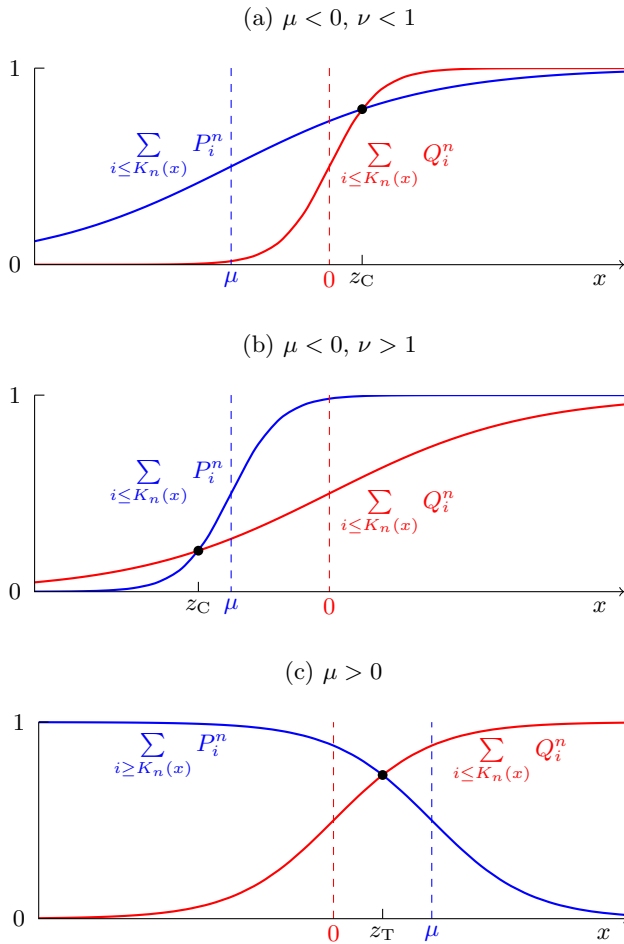 (a) μ < 0, ν < 1
1
∑ P_i^n
i≤K_n(x)
∑ Q_i^n
i≤K_n(x)
0
μ 0 z_C x
(b) μ < 0, ν > 1
1
∑ P_i^n
i≤K_n(x)
∑ Q_i^n
i≤K_n(x)
0
z_C μ 0 x
(c) μ > 0
1
∑ P_i^n
i≥K_n(x)
∑ Q_i^n
i≤K_n(x)
0
0 z_T μ x